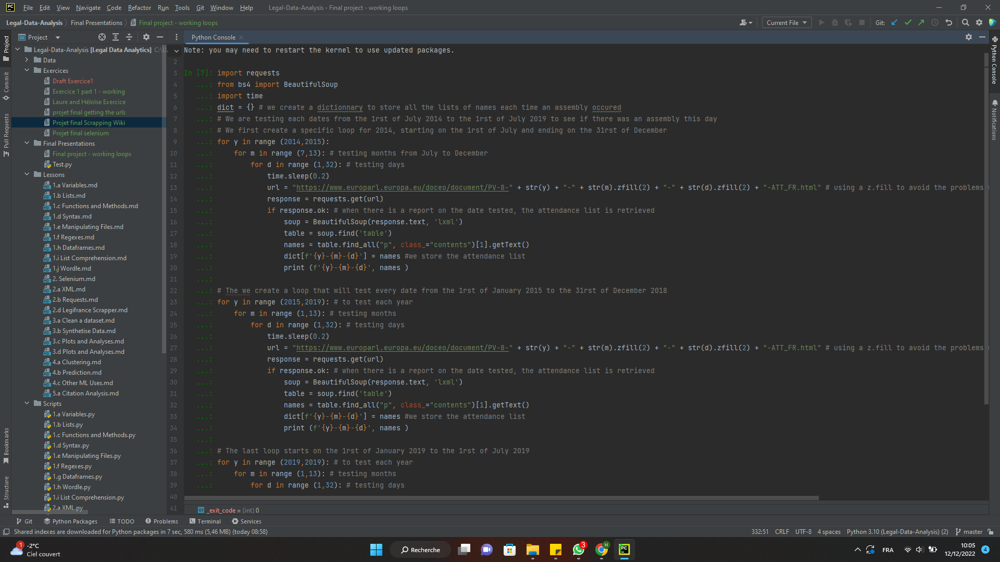 PC File Edit View Navigate Code Refactor Run Tools Git Window Help Legal-Data-Analysis - Final project - working loops
Legal-Data-Analysis Final Presentations Final project - working loops Current File Git:
Project Python Console
Legal-Data-Analysis [Legal Data Analytics] C:\U
Data
Exercices
Draft Exercice1
Exercice 1 part 1 - working
Laure and Héloïse Exercice
projet final getting the urls
Projet final Scrapping Wiki
Projet final selenium
Final Presentations
Final project - working loops
Test.py
Lessons
1.a Variables.md
1.b Lists.md
1.c Functions and Methods.md
1.d Syntax.md
1.e Manipulating Files.md
1.f Regexes.md
1.h Dataframes.md
1.i List Comprehension.md
1.j Wordle.md
2. Selenium.md
2.a XML.md
2.b Requests.md
2.d Legifrance Scrapper.md
3.a Clean a dataset.md
3.b Synthetise Data.md
3.c Plots and Analyses.md
3.d Plots and Analyses.md
4.a Clustering.md
4.b Prediction.md
4.c Other ML Uses.md
5.a Citation Analysis.md
Scripts
1.a Variables.py
1.b Lists.py
1.c Functions and Methods.py
1.d Syntax.py
1.e Manipulating Files.py
1.f Regexes.py
1.g Dataframes.py
1.h Wordle.py
1.i List Comprehension.py
2.a XML.py
Project
Commit
Pull Requests
Bookmarks
Structure
Note: you may need to restart the kernel to use updated packages.
2
3 In [7]: import requests
4 ...: from bs4 import BeautifulSoup
5 ...: import time
6 ...: dict = {} # we create a dictionnary to store all the lists of names each time an assembly occured
7 ...: # We are testing each dates from the 1rst of July 2014 to the 1rst of July 2019 to see if there was an assembly this day
8 ...: # We first create a specific loop for 2014, starting on the 1rst of July and ending on the 31rst of December
9 ...: for y in range (2014,2015):
10 ...: for m in range (7,13): # testing months from July to December
11 ...: for d in range (1,32): # testing days
12 ...: time.sleep(0.2)
13 ...: url = "https://www.europarl.europa.eu/doceo/document/PV-8-" + str(y) + "-" + str(m).zfill(2) + "-" + str(d).zfill(2) + "-ATT_FR.html" # using a z.fill to avoid the problems
14 ...: response = requests.get(url)
15 ...: if response.ok: # when there is a report on the date tested, the attendance list is retrieved
16 ...: soup = BeautifulSoup(response.text, 'lxml')
17 ...: table = soup.find('table')
18 ...: names = table.find_all("p", class_="contents")[1].getText()
19 ...: dict[f'{y}-{m}-{d}'] = names #we store the attendance list
20 ...: print (f'{y}-{m}-{d}', names )
21 ...:
22 ...: # The we create a loop that will test every date from the 1rst of January 2015 to the 31rst of December 2018
23 ...: for y in range (2015,2019): # to test each year
24 ...: for m in range (1,13): # testing months
25 ...: for d in range (1,32): # testing days
26 ...: time.sleep(0.2)
27 ...: url = "https://www.europarl.europa.eu/doceo/document/PV-8-" + str(y) + "-" + str(m).zfill(2) + "-" + str(d).zfill(2) + "-ATT_FR.html" # using a z.fill to avoid the problems
28 ...: response = requests.get(url)
29 ...: if response.ok: # when there is a report on the date tested, the attendance list is retrieved
30 ...: soup = BeautifulSoup(response.text, 'lxml')
31 ...: table = soup.find('table')
32 ...: names = table.find_all("p", class_="contents")[1].getText()
33 ...: dict[f'{y}-{m}-{d}'] = names #we store the attendance list
34 ...: print (f'{y}-{m}-{d}', names )
35 ...:
36 ...: # The last loop starts on the 1rst of January 2019 to the 1rst of July 2019
37 ...: for y in range (2019,2019): # to test each year
38 ...: for m in range (1,13): # testing months
39 ...: for d in range (1,32): # testing days
40
41 01 _exit_code = {int} 0
Python Console
Notifications
Git Python Packages TODO Problems Terminal Services
Shared indexes are downloaded for Python packages in 7 sec, 580 ms (5,46 MB) (today 08:58) 332:51 CRLF UTF-8 4 spaces Python 3.10 (Legal-Data-Analysis) (2) master
1 -2°C
Ciel couvert
Recherche 3 H PC FRA
10:05
12/12/2022 4